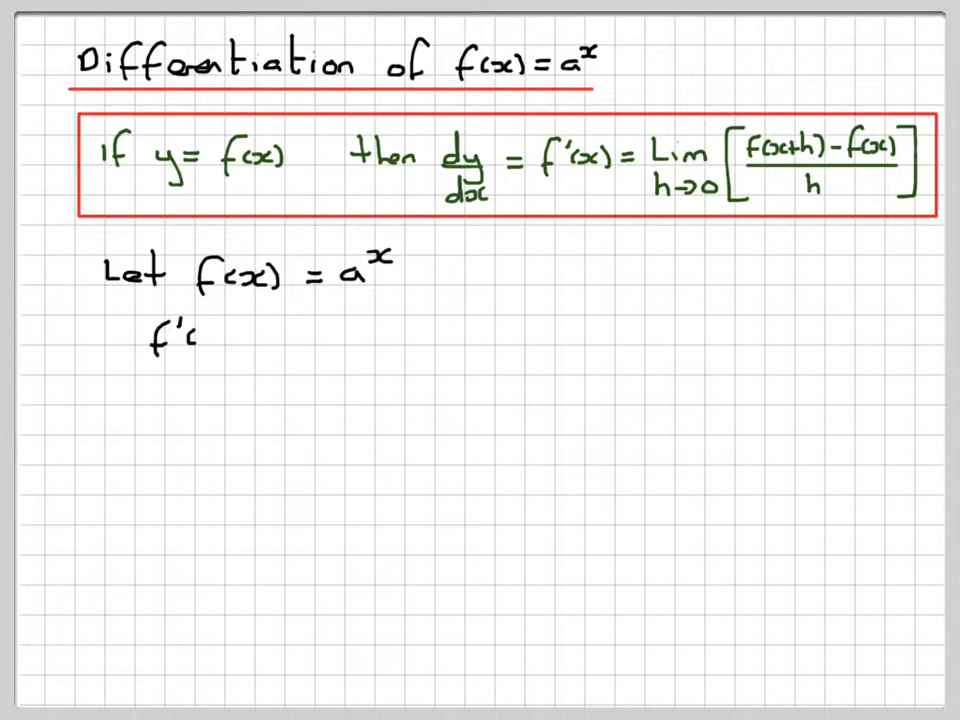 Differentiation of f(x) = a^x
If y = f(x) then dy/dx = f'(x) = Lim h→0 [f(x+h) - f(x) / h]
Let f(x) = a^x
f'(